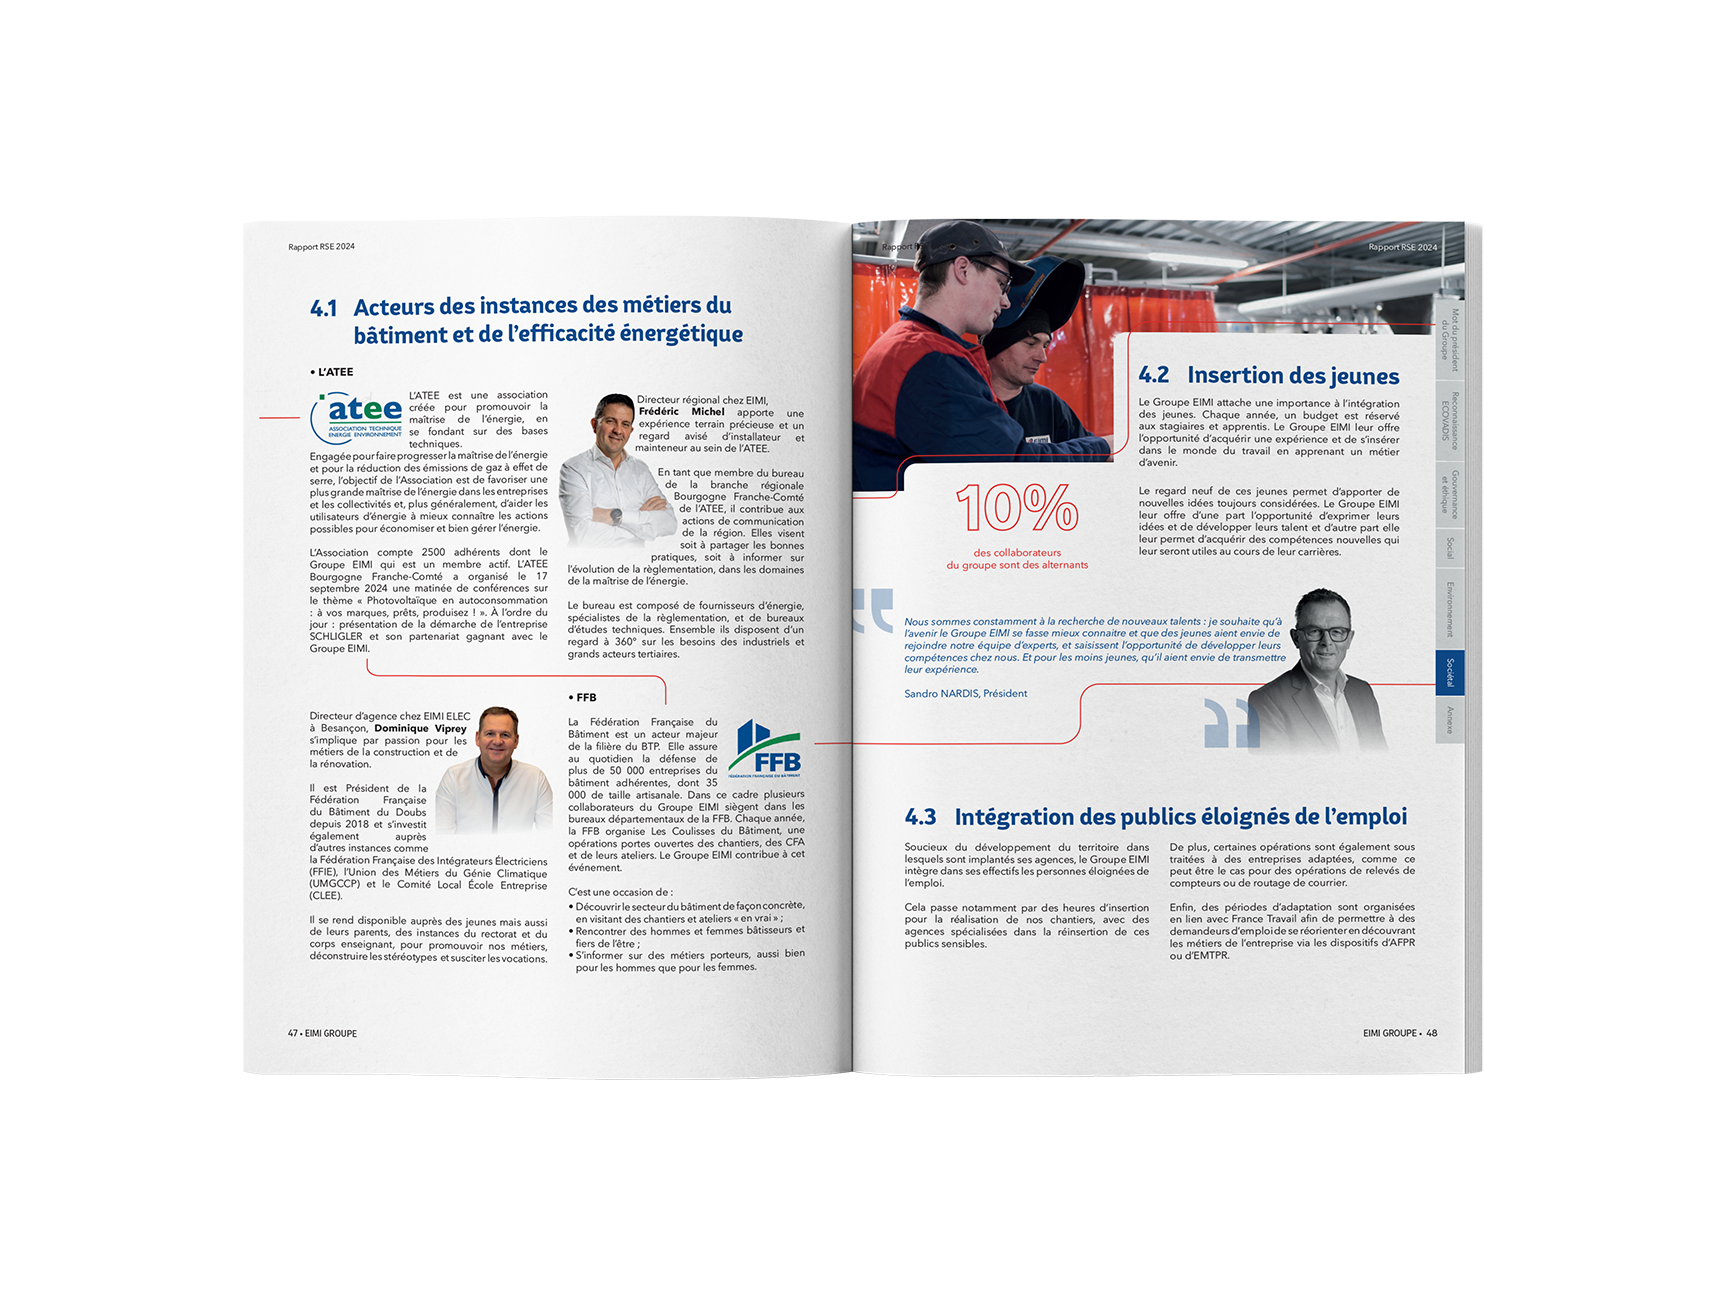 Rapport RSE 2024
4.1 Acteurs des instances des métiers du
bâtiment et de l'efficacité énergétique
• L'ATEE
atee
ASSOCIATION TECHNIQUE
ENERGIE ENVIRONNEMENT
L'ATEE est une association
créée pour promouvoir la
maîtrise de l'énergie, en
se fondant sur des bases
techniques.
Engagée pour faire progresser la maîtrise de l'énergie
et pour la réduction des émissions de gaz à effet de
serre, l'objectif de l'Association est de favoriser une
plus grande maîtrise de l'énergie dans les entreprises
et les collectivités et, plus généralement, d'aider les
utilisateurs d'énergie à mieux connaître les actions
possibles pour économiser et bien gérer l'énergie.
L'Association compte 2500 adhérents dont le
Groupe EIMI qui est un membre actif. L'ATEE
Bourgogne Franche-Comté a organisé le 17
septembre 2024 une matinée de conférences sur
le thème « Photovoltaïque en autoconsommation
: à vos marques, prêts, produisez ! ». À l'ordre du
jour : présentation de la démarche de l'entreprise
SCHLIGLER et son partenariat gagnant avec le
Groupe EIMI.
Directeur d'agence chez EIMI ELEC
à Besançon, Dominique Viprey
s'implique par passion pour les
métiers de la construction et de
la rénovation.
Il est Président de la
Fédération Française
du Bâtiment du Doubs
depuis 2018 et s'investit
également auprès
d'autres instances comme
la Fédération Française des Intégrateurs Électriciens
(FFIE), l'Union des Métiers du Génie Climatique
(UMGCCP) et le Comité Local École Entreprise
(CLEE).
Il se rend disponible auprès des jeunes mais aussi
de leurs parents, des instances du rectorat et du
corps enseignant, pour promouvoir nos métiers,
déconstruire les stéréotypes et susciter les vocations.
Directeur régional chez EIMI,
Frédéric Michel apporte une
expérience terrain précieuse et un
regard avisé d'installateur et
mainteneur au sein de l'ATEE.
En tant que membre du bureau
de la branche régionale
Bourgogne Franche-Comté
de l'ATEE, il contribue aux
actions de communication
de la région. Elles visent
soit à partager les bonnes
pratiques, soit à informer sur
l'évolution de la règlementation, dans les domaines
de la maîtrise de l'énergie.
Le bureau est composé de fournisseurs d'énergie,
spécialistes de la règlementation, et de bureaux
d'études techniques. Ensemble ils disposent d'un
regard à 360° sur les besoins des industriels et
grands acteurs tertiaires.
• FFB
La Fédération Française du
Bâtiment est un acteur majeur
de la filière du BTP. Elle assure
au quotidien la défense de
plus de 50 000 entreprises du
bâtiment adhérentes, dont 35
000 de taille artisanale. Dans ce cadre plusieurs
collaborateurs du Groupe EIMI siègent dans les
bureaux départementaux de la FFB. Chaque année,
la FFB organise Les Coulisses du Bâtiment, une
opérations portes ouvertes des chantiers, des CFA
et de leurs ateliers. Le Groupe EIMI contribue à cet
événement.
FFB
FÉDÉRATION FRANÇAISE DU BÂTIMENT
C'est une occasion de :
• Découvrir le secteur du bâtiment de façon concrète,
en visitant des chantiers et ateliers « en vrai » ;
• Rencontrer des hommes et femmes bâtisseurs et
fiers de l'être ;
• S'informer sur des métiers porteurs, aussi bien
pour les hommes que pour les femmes.
47 • EIMI GROUPE
Rapport
Rapport RSE 2024
4.2 Insertion des jeunes
Le Groupe EIMI attache une importance à l'intégration
des jeunes. Chaque année, un budget est réservé
aux stagiaires et apprentis. Le Groupe EIMI leur offre
l'opportunité d'acquérir une expérience et de s'insérer
dans le monde du travail en apprenant un métier
d'avenir.
Le regard neuf de ces jeunes permet d'apporter de
nouvelles idées toujours considérées. Le Groupe EIMI
leur offre d'une part l'opportunité d'exprimer leurs
idées et de développer leurs talent et d'autre part elle
leur permet d'acquérir des compétences nouvelles qui
leur seront utiles au cours de leur carrières.
10%
des collaborateurs
du groupe sont des alternants
Nous sommes constamment à la recherche de nouveaux talents : je souhaite qu'à
l'avenir le Groupe EIMI se fasse mieux connaitre et que des jeunes aient envie de
rejoindre notre équipe d'experts, et saisissent l'opportunité de développer leurs
compétences chez nous. Et pour les moins jeunes, qu'il aient envie de transmettre
leur expérience.
Sandro NARDIS, Président
4.3 Intégration des publics éloignés de l'emploi
Soucieux du développement du territoire dans
lesquels sont implantés ses agences, le Groupe EIMI
intègre dans ses effectifs les personnes éloignées de
l'emploi.
Cela passe notamment par des heures d'insertion
pour la réalisation de nos chantiers, avec des
agences spécialisées dans la réinsertion de ces
publics sensibles.
De plus, certaines opérations sont également sous
traitées à des entreprises adaptées, comme ce
peut être le cas pour des opérations de relevés de
compteurs ou de routage de courrier.
Enfin, des périodes d'adaptation sont organisées
en lien avec France Travail afin de permettre à des
demandeurs d'emploi de se réorienter en découvrant
les métiers de l'entreprise via les dispositifs d'AFPR
ou d'EMTPR.
Mot du président
du Groupe
Reconnaissance
ECOVADIS
Gouvernance
et éthique
Social
Environnement
Sociétal
Annexe
EIMI GROUPE • 48